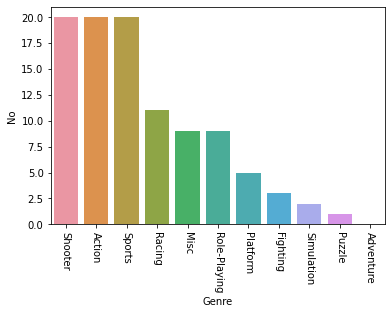 20.0
17.5
15.0
12.5
10.0
7.5
5.0
2.5
0.0
No
Shooter
Action
Sports
Racing
Misc
Role-Playing
Platform
Fighting
Simulation
Puzzle
Adventure
Genre